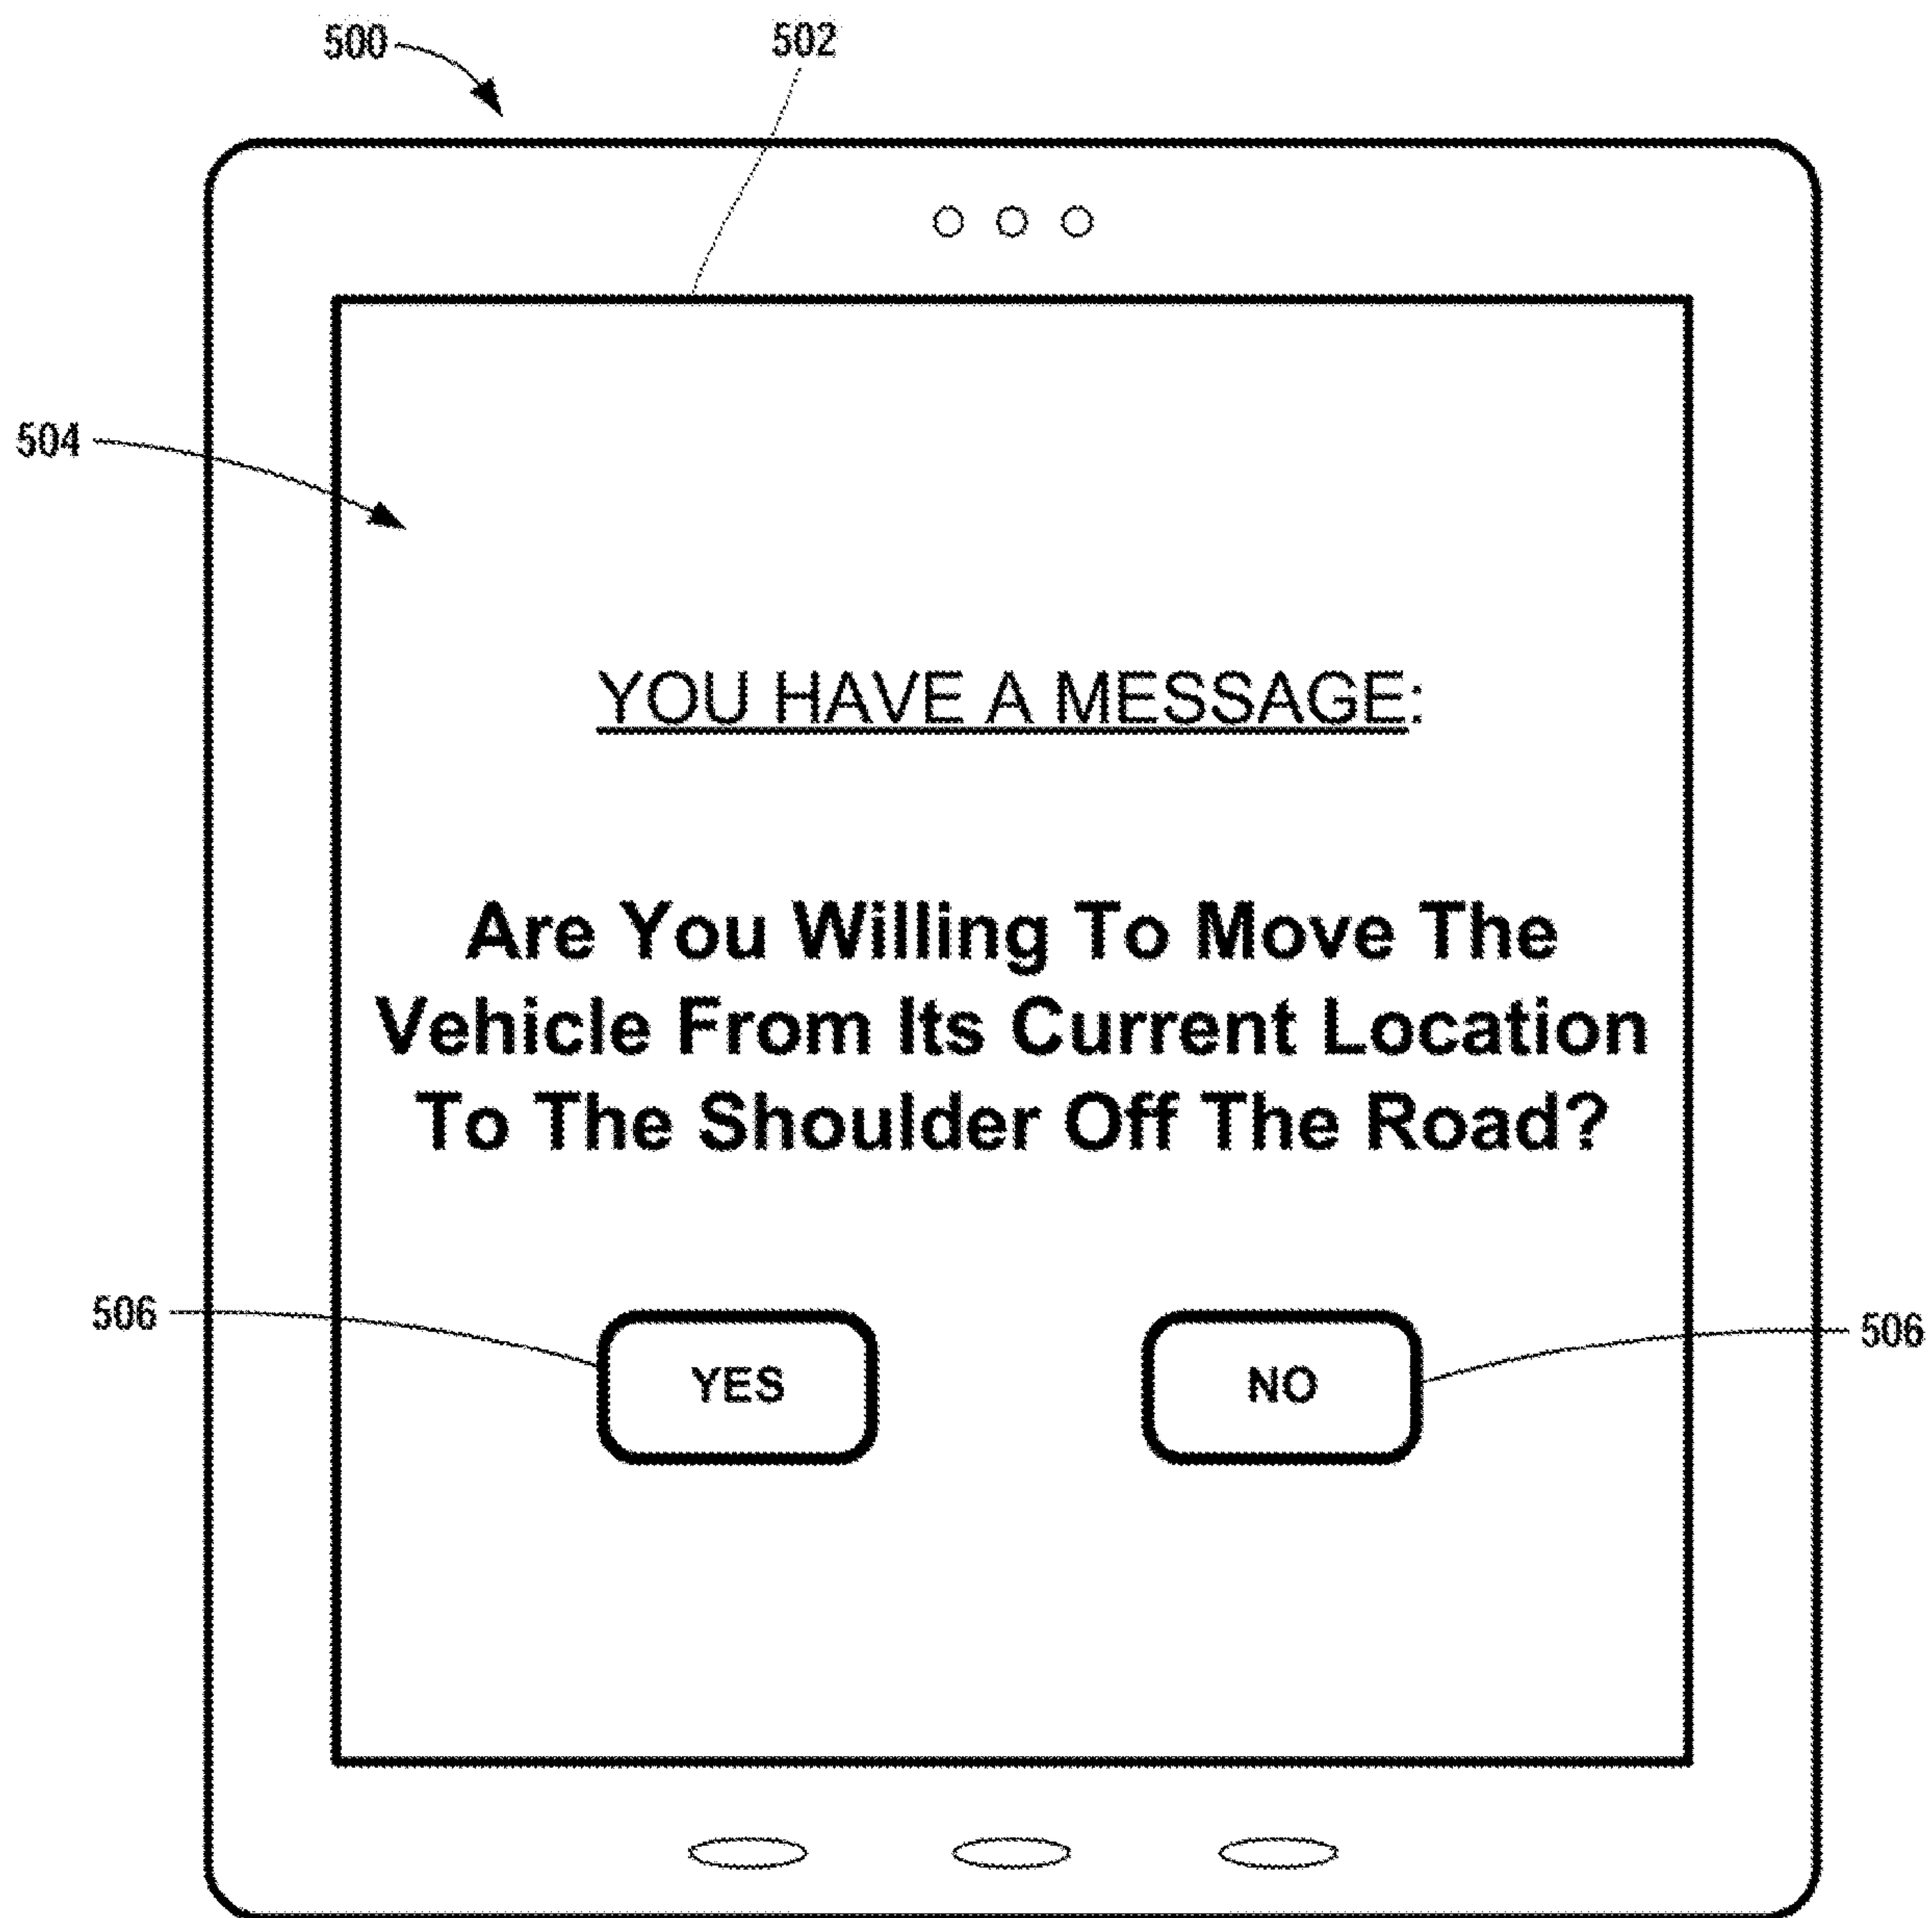 500
502
504
YOU HAVE A MESSAGE:
Are You Willing To Move The
Vehicle From Its Current Location
To The Shoulder Off The Road?
506
YES
NO
506